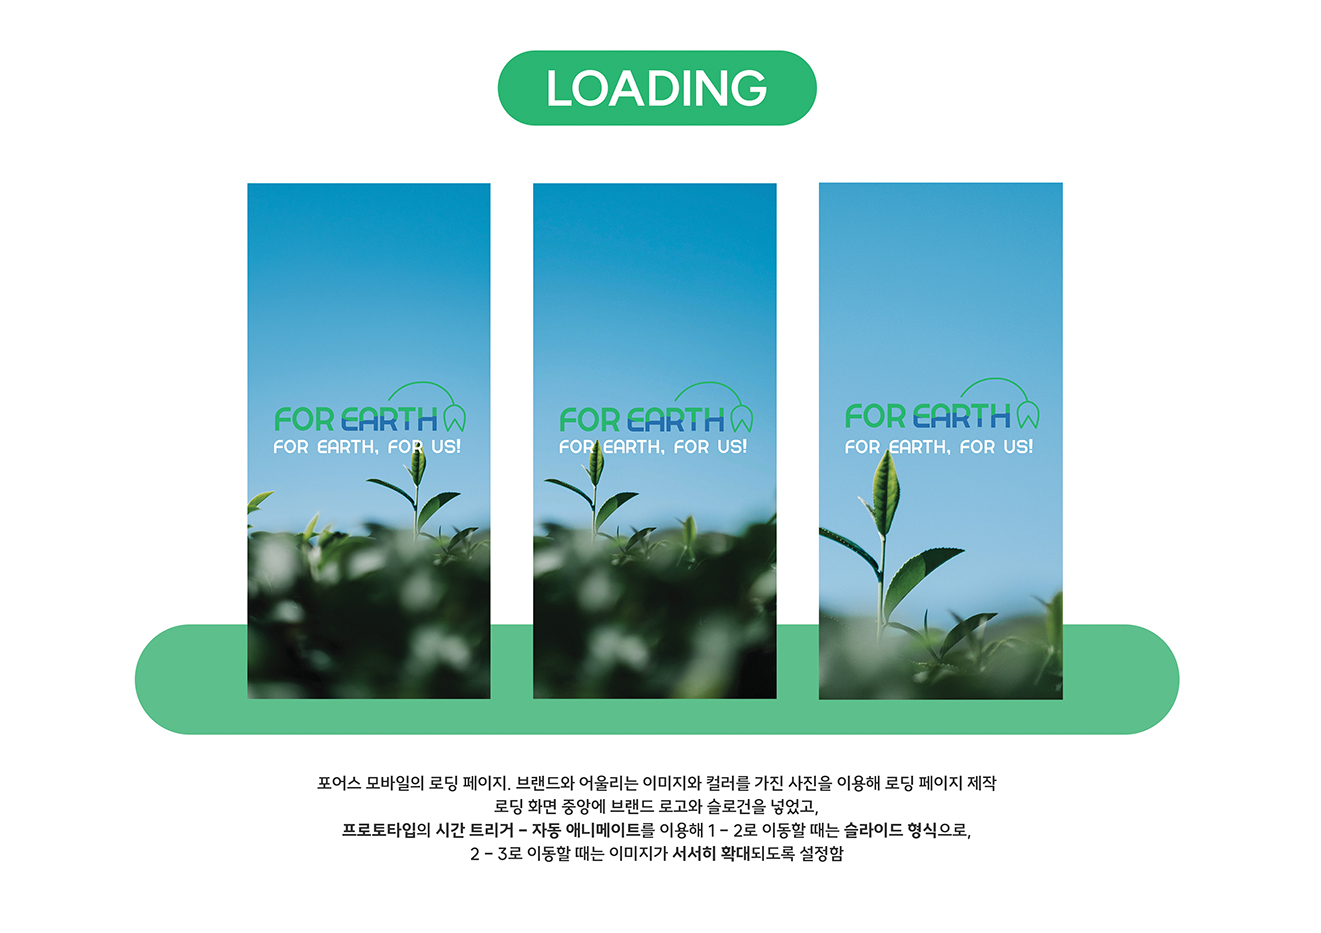 LOADING
FOR EARTH
FOR EARTH, FOR US!
FOR EARTH
FOR EARTH, FOR US!
FOR EARTH
FOR EARTH, FOR US!
포어스 모바일의 로딩 페이지. 브랜드와 어울리는 이미지와 컬러를 가진 사진을 이용해 로딩 페이지 제작
로딩 화면 중앙에 브랜드 로고와 슬로건을 넣었고,
프로토타입의 시간 트리거 – 자동 애니메이트를 이용해 1 – 2로 이동할 때는 슬라이드 형식으로,
2 – 3로 이동할 때는 이미지가 서서히 확대되도록 설정함